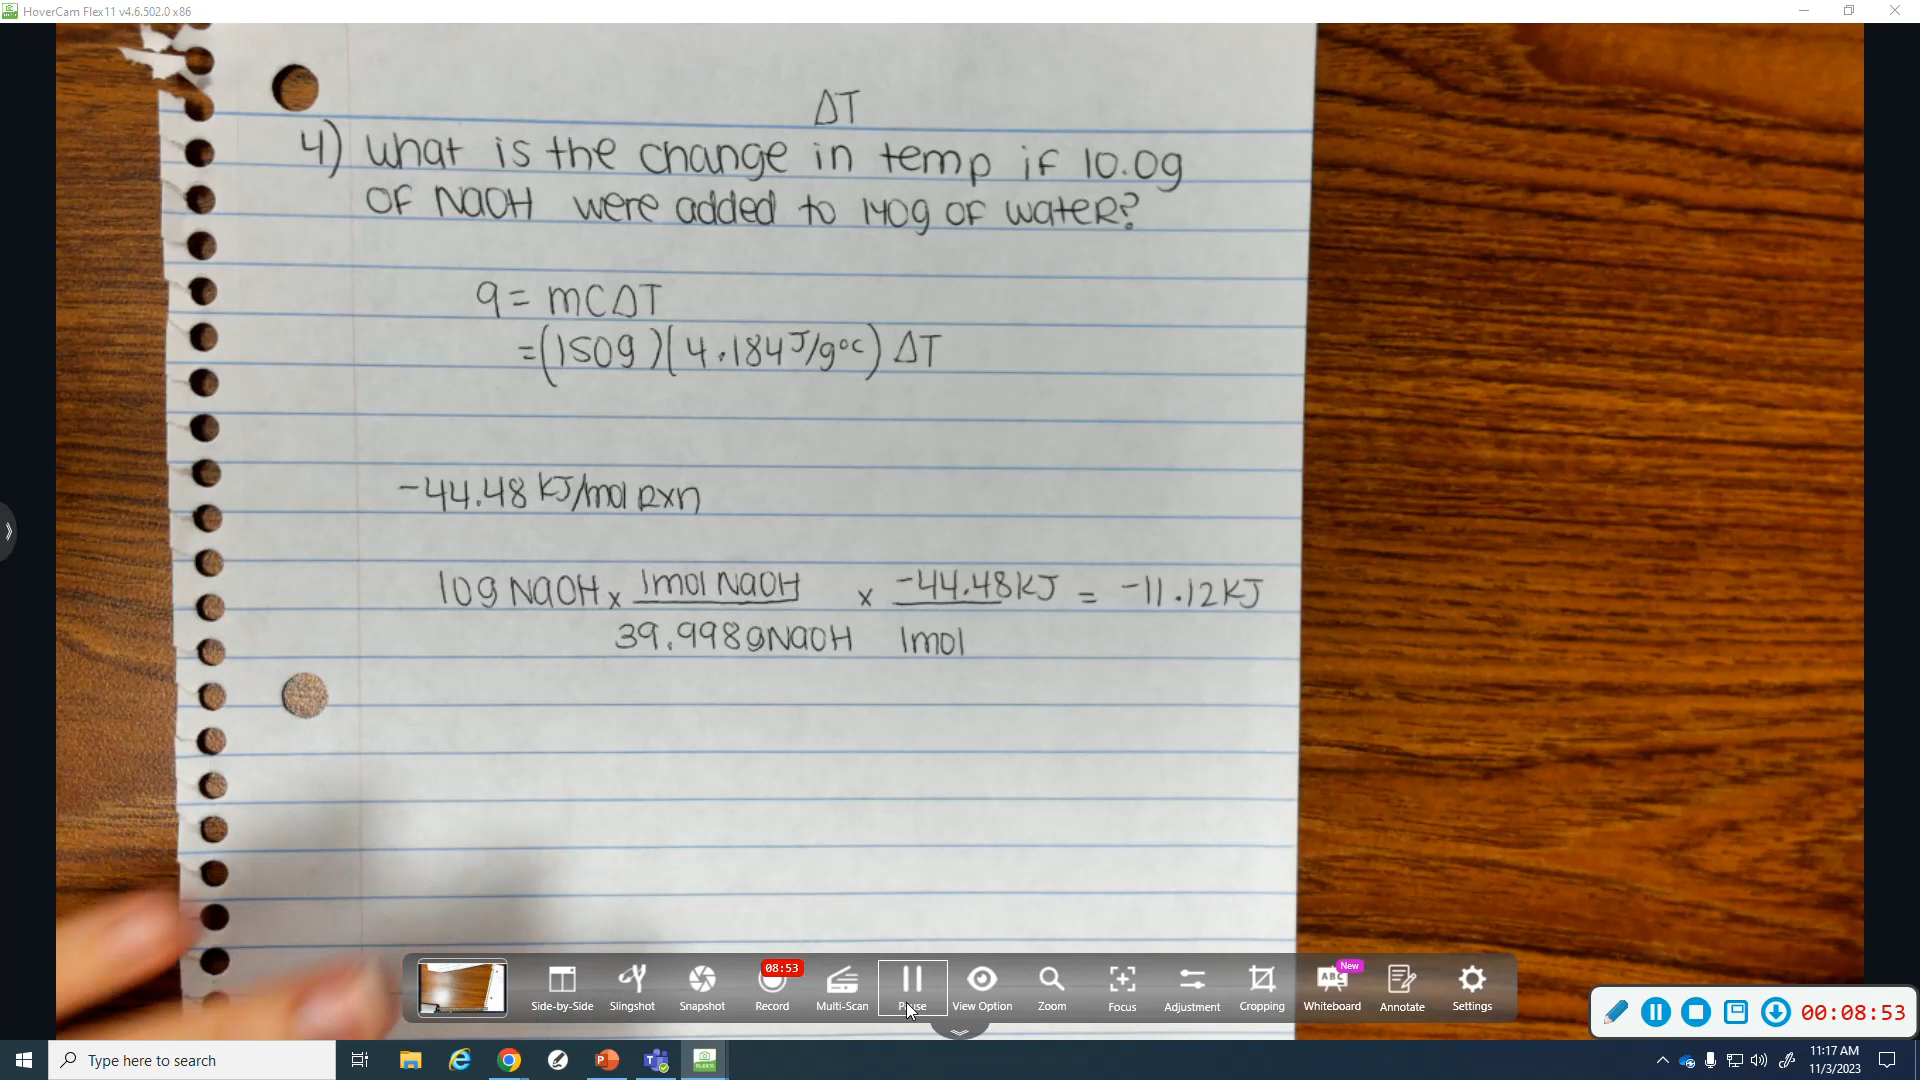 HoverCam Flex11 v4.6.502.0 x86
ΔT
4) What is the change in temp if 10.0g
of NaOH were added to 140g of water?
q = mCΔT
=(150g)(4.184 J/g°C) ΔT
-44.48 KJ/mol rxn
10g NaOH x 1mol NaOH / 39.998gNaOH x -44.48KJ / 1mol = -11.12KJ
08:53
New
ABC
Side-by-Side Slingshot Snapshot Record Multi-Scan Pause View Option Zoom Focus Adjustment Cropping Whiteboard Annotate Settings
00:08:53
Type here to search
11:17 AM
11/3/2023